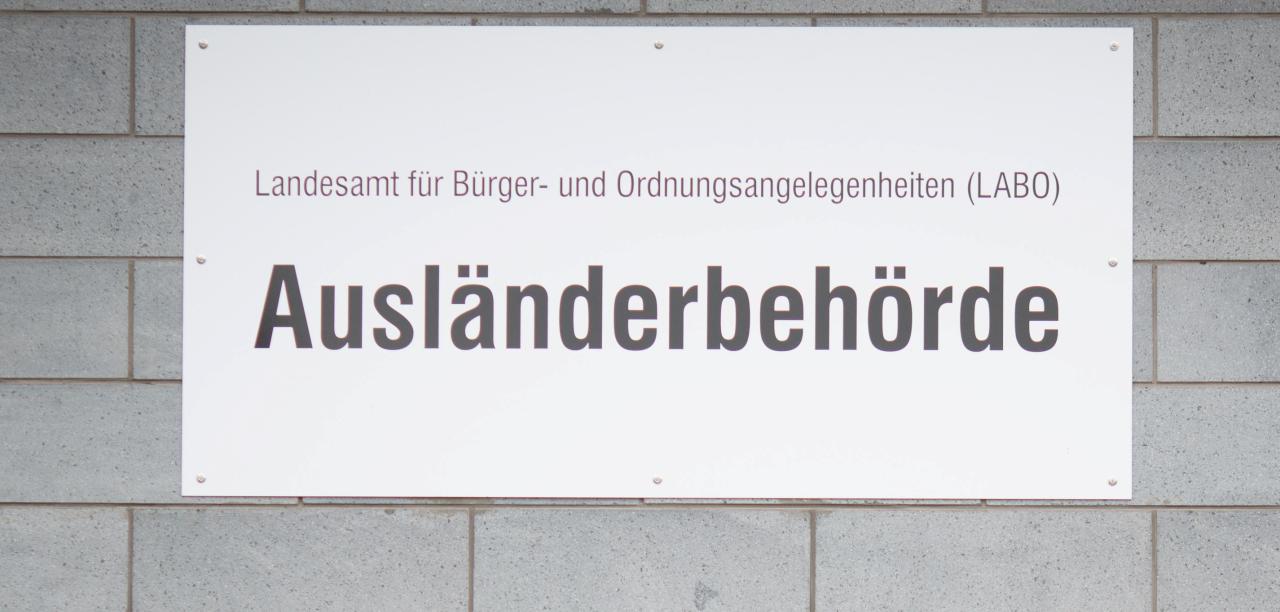 Landesamt für Bürger- und Ordnungsangelegenheiten (LABO)
Ausländerbehörde